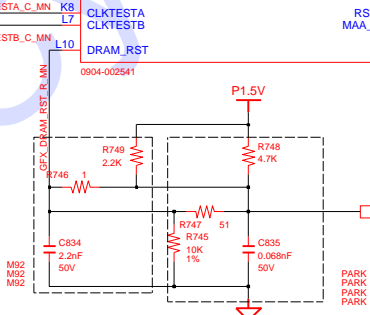 ESTA_C_MN K8 CLKTESTA RS
ESTB_C_MN L7 CLKTESTB MAA_
L10 DRAM_RST
0904-002541
GFX_DRAM_RST_R_MN
P1.5V
R749 2.2K
R748 4.7K
R746 1
R747 51
R745 10K 1%
C834 2.2nF 50V
C835 0.068nF 50V
M92
M92
M92
PARK
PARK
PARK
PARK